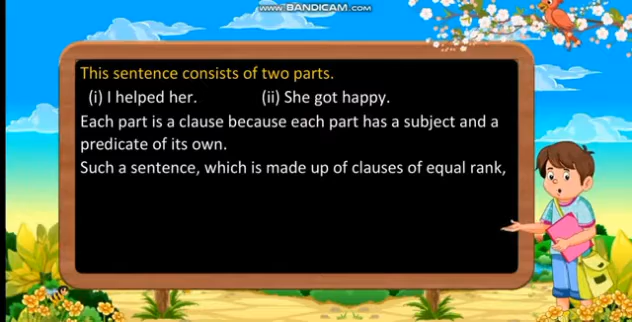 www.BANDICAM.COM
This sentence consists of two parts.
(i) I helped her. (ii) She got happy.
Each part is a clause because each part has a subject and a
predicate of its own.
Such a sentence, which is made up of clauses of equal rank,